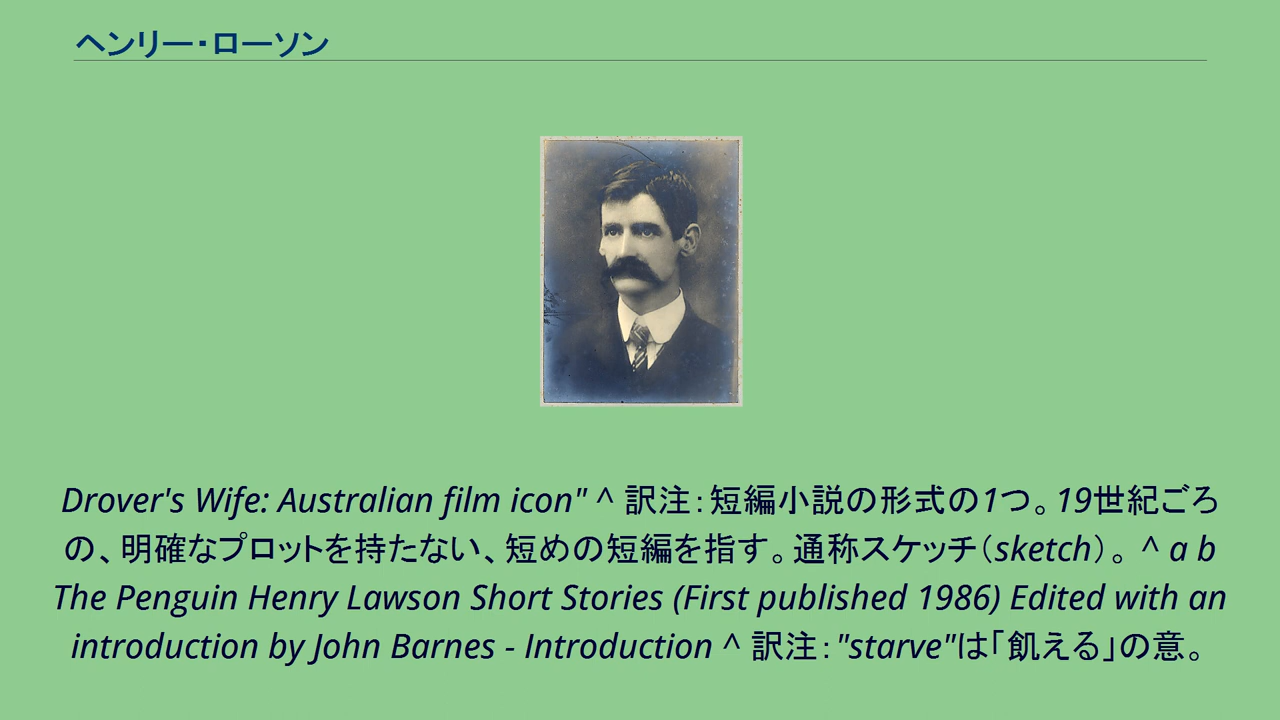 ヘンリー・ローソン
Drover's Wife: Australian film icon" ^ 訳注：短編小説の形式の1つ。19世紀ごろ
の、明確なプロットを持たない、短めの短編を指す。通称スケッチ（sketch）。 ^ a b
The Penguin Henry Lawson Short Stories (First published 1986) Edited with an
introduction by John Barnes - Introduction ^ 訳注："starve"は「飢える」の意。